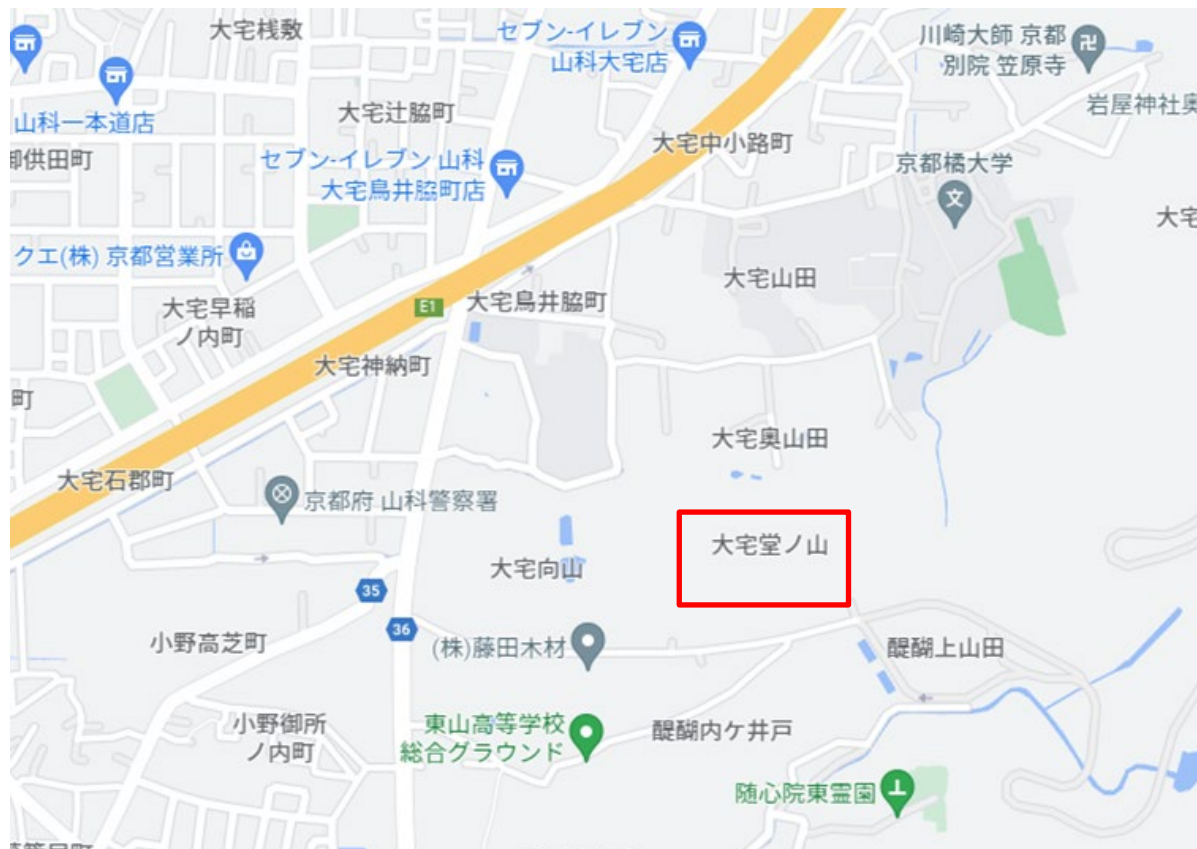 大宅桟敷
セブン-イレブン
山科大宅店
川崎大師 京都
別院 笠原寺
山科一本道店
大宅辻脇町
岩屋神社奥
御供田町
セブン-イレブン 山科
大宅鳥井脇町店
大宅中小路町
京都橘大学
大宅
クエ(株) 京都営業所
大宅山田
大宅早稲
ノ内町
E1
大宅鳥井脇町
大宅神納町
町
大宅奥山田
大宅石郡町
京都府 山科警察署
大宅堂ノ山
大宅向山
35
36
小野高芝町
(株)藤田木材
醍醐上山田
小野御所
ノ内町
東山高等学校
総合グラウンド
醍醐内ケ井戸
随心院東霊園